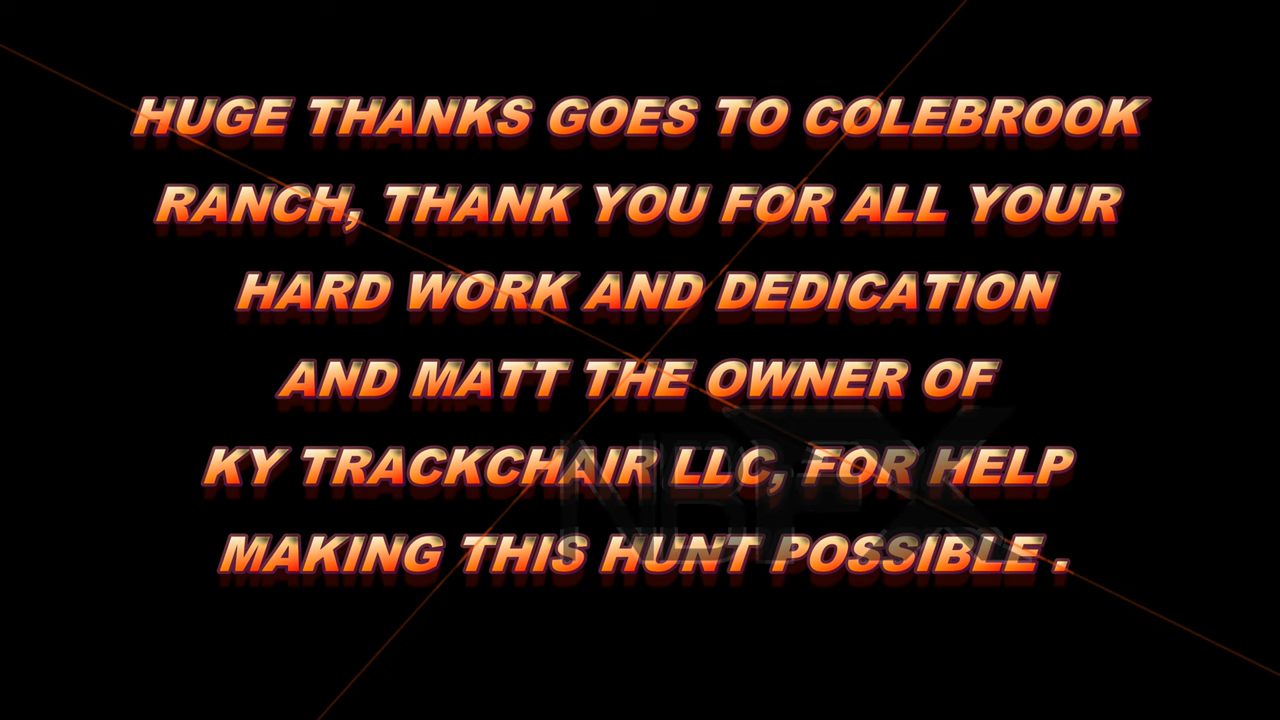 HUGE THANKS GOES TO COLEBROOK
RANCH, THANK YOU FOR ALL YOUR
HARD WORK AND DEDICATION
AND MATT THE OWNER OF
KY TRACKCHAIR LLC, FOR HELP
MAKING THIS HUNT POSSIBLE .
NBFX